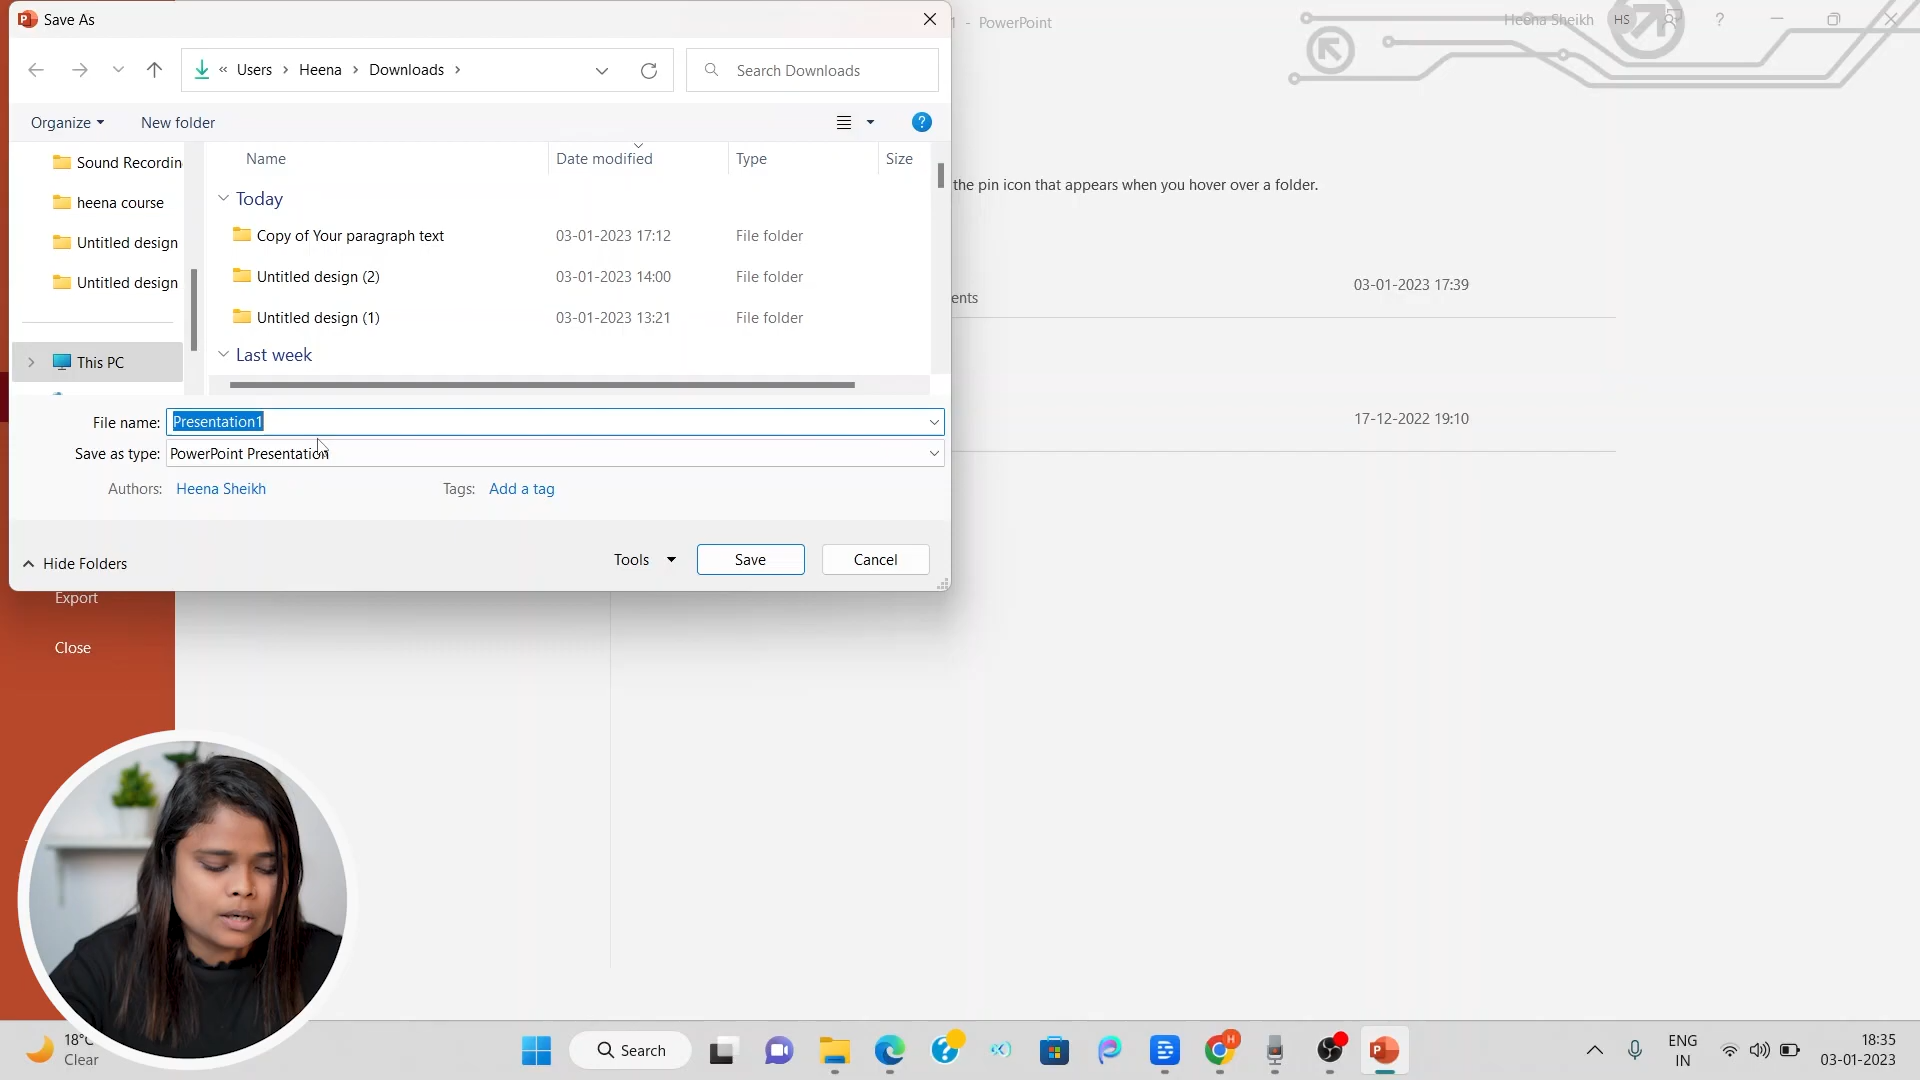 Save As
1 - PowerPoint
Heena Sheikh
HS
?
« Users > Heena > Downloads >
Search Downloads
Organize
New folder
?
Sound Recordin
heena course
Untitled design
Untitled design
This PC
Name
Date modified
Type
Size
Today
Copy of Your paragraph text
03-01-2023 17:12
File folder
Untitled design (2)
03-01-2023 14:00
File folder
Untitled design (1)
03-01-2023 13:21
File folder
Last week
the pin icon that appears when you hover over a folder.
03-01-2023 17:39
ents
17-12-2022 19:10
File name: Presentation1
Save as type: PowerPoint Presentation
Authors: Heena Sheikh
Tags: Add a tag
Hide Folders
Tools
Save
Cancel
Export
Close
18°C
Clear
Search
H
ENG
IN
18:35
03-01-2023